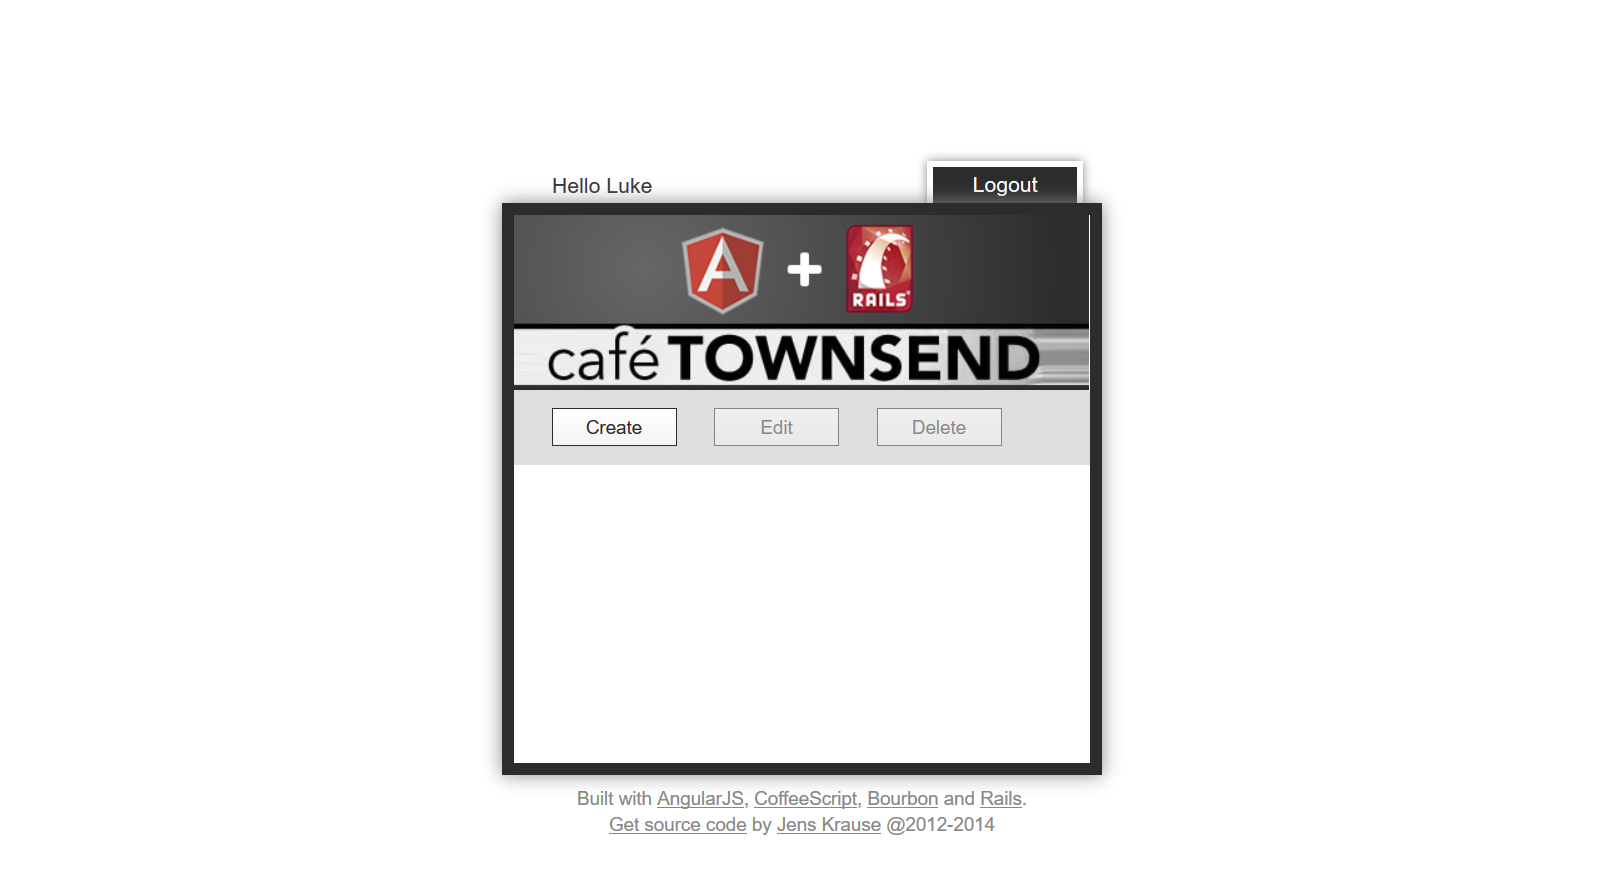 Hello Luke
Logout
RAILS
café TOWNSEND
Create
Edit
Delete
Built with AngularJS, CoffeeScript, Bourbon and Rails.
Get source code by Jens Krause @2012-2014